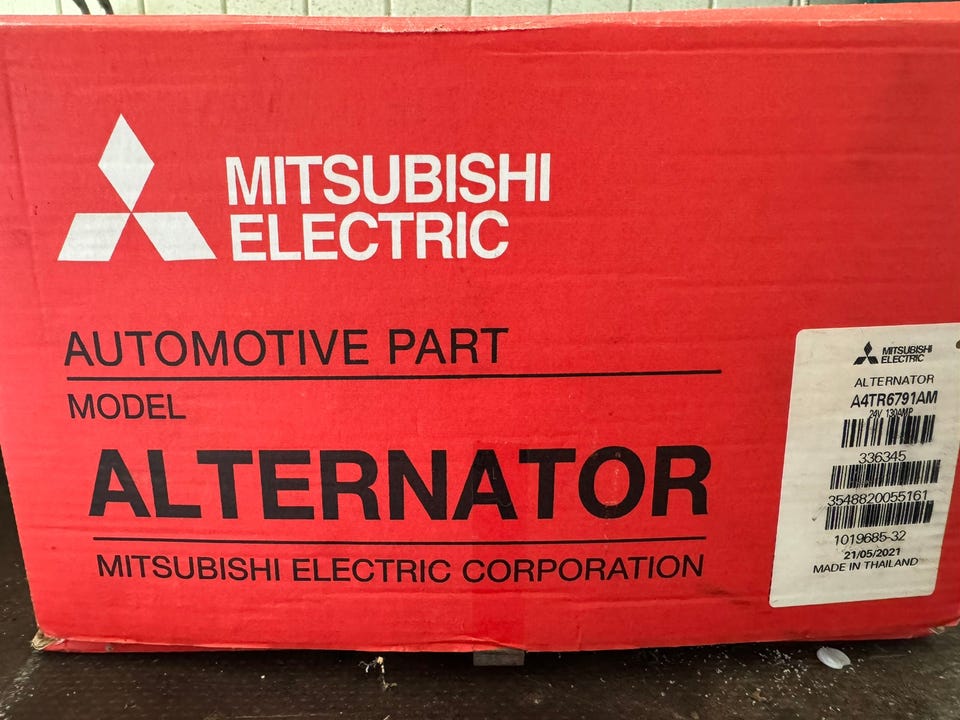 MITSUBISHI
ELECTRIC
AUTOMOTIVE PART
MODEL
ALTERNATOR
MITSUBISHI ELECTRIC CORPORATION
MITSUBISHI
ELECTRIC
ALTERNATOR
A4TR6791AM
24V 130AMP
336345
3548820055161
1019685-32
21/05/2021
MADE IN THAILAND